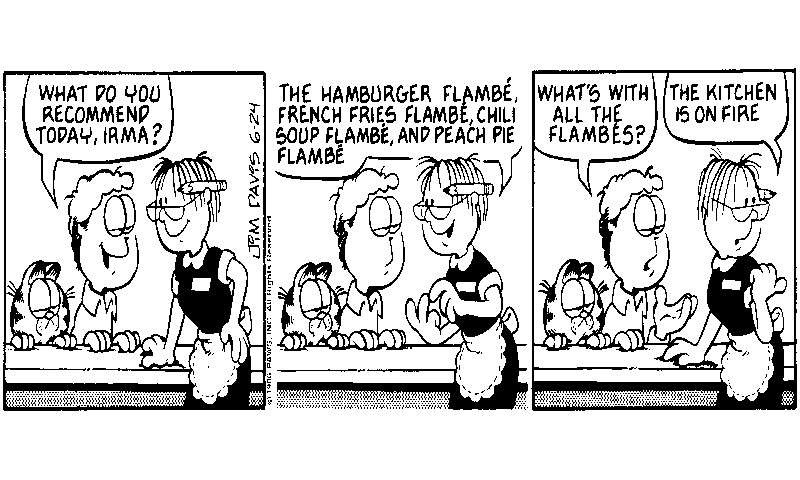 WHAT DO YOU
RECOMMEND
TODAY, IRMA?
JIM DAVIS 6-24
THE HAMBURGER FLAMBÉ,
FRENCH FRIES FLAMBÉ, CHILI
SOUP FLAMBÉ, AND PEACH PIE
FLAMBÉ
WHAT'S WITH
ALL THE
FLAMBÉS?
THE KITCHEN
IS ON FIRE